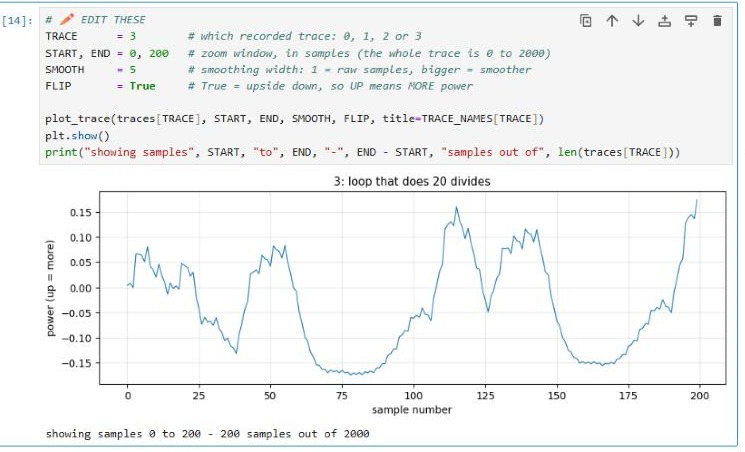 [14]: # 🖍 EDIT THESE
TRACE = 3 # which recorded trace: 0, 1, 2 or 3
START, END = 0, 200 # zoom window, in samples (the whole trace is 0 to 2000)
SMOOTH = 5 # smoothing width: 1 = raw samples, bigger = smoother
FLIP = True # True = upside down, so UP means MORE power
plot_trace(traces[TRACE], START, END, SMOOTH, FLIP, title=TRACE_NAMES[TRACE])
plt.show()
print("showing samples", START, "to", END, "-", END - START, "samples out of", len(traces[TRACE]))
3: loop that does 20 divides
power (up = more)
0.15
0.10
0.05
0.00
−0.05
−0.10
−0.15
0 25 50 75 100 125 150 175 200
sample number
showing samples 0 to 200 - 200 samples out of 2000